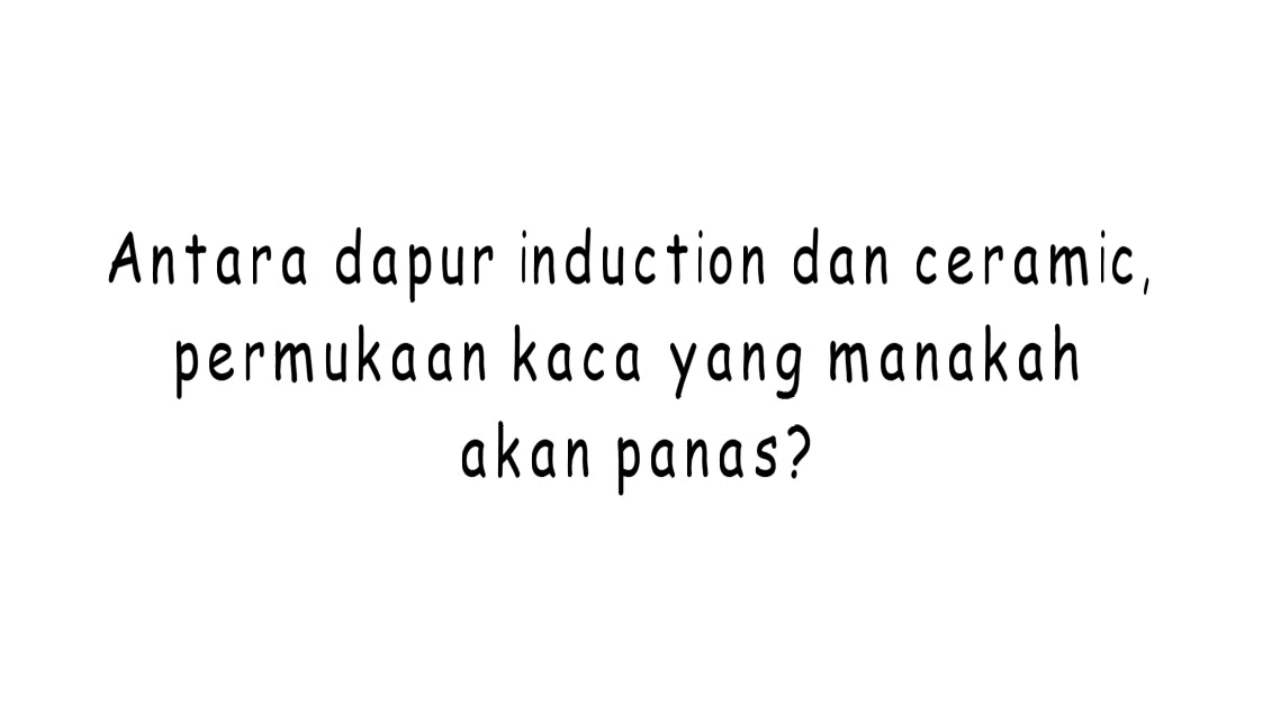 Antara dapur induction dan ceramic,
permukaan kaca yang manakah
akan panas?